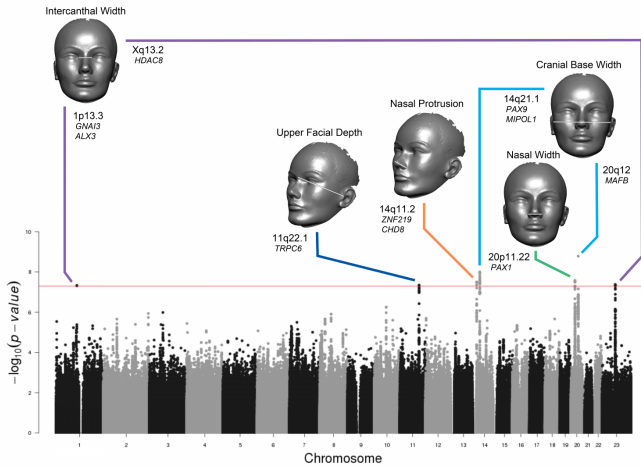 Intercanthal Width
Xq13.2
HDAC8
1p13.3
GNAI3
ALX3
Upper Facial Depth
11q22.1
TRPC6
Nasal Protrusion
14q11.2
ZNF219
CHD8
Cranial Base Width
14q21.1
PAX9
MIPOL1
20q12
MAFB
Nasal Width
20p11.22
PAX1
−log10(p − value)
10
8
6
4
2
0
1 2 3 4 5 6 7 8 9 10 11 12 13 14 15 16 17 18 19 20 21 22 23
Chromosome